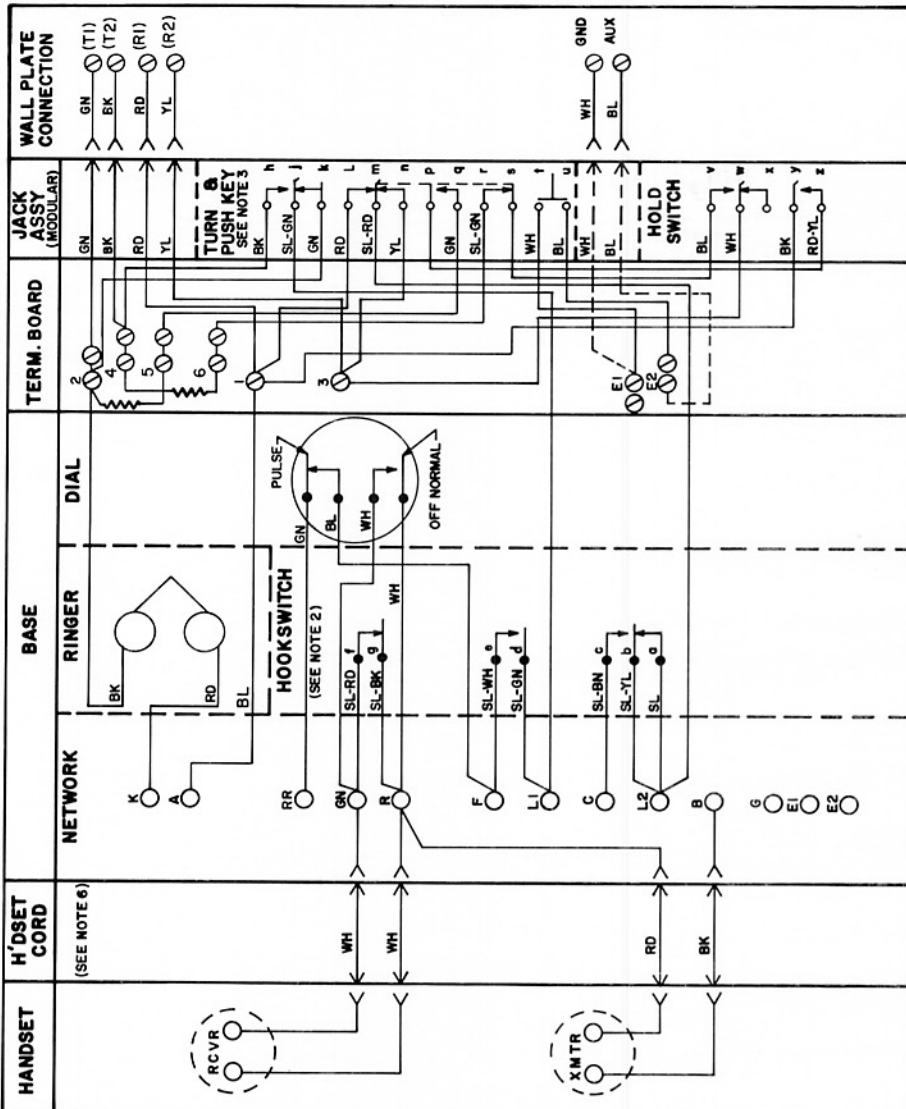 HANDSET
H'DSET CORD
(SEE NOTE 6)
BASE
NETWORK
RINGER
DIAL
TERM. BOARD
JACK ASSY
(MODULAR)
WALL PLATE CONNECTION
RCVR
XMTR
WH
WH
RD
BK
K
A
RR
GN
R
F
L1
C
L2
B
G
E1
E2
BK
RD
BL
HOOKSWITCH
(SEE NOTE 2)
SL-RD
f
SL-BK
g
SL-WH
e
SL-GN
d
SL-BN
c
SL-YL
b
SL
a
PULSE
GN
BL
WH
WH
OFF NORMAL
2
4
5
6
1
3
E1
E2
GN
BK
RD
YL
TURN & PUSH KEY
SEE NOTE 3
BK h
SL-GN j
GN k
RD L
SL-RD m
YL n
p
GN q
SL-GN r
s
WH t
BL u
WH
BL
HOLD SWITCH
BL v
WH w
x
BK y
RD-YL z
GN (T1)
BK (T2)
RD (R1)
YL (R2)
WH GND
BL AUX